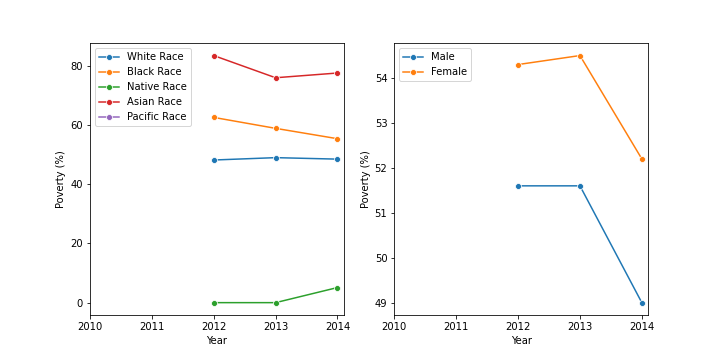 White Race
Black Race
Native Race
Asian Race
Pacific Race
Poverty (%)
80
60
40
20
0
2010 2011 2012 2013 2014
Year
Male
Female
Poverty (%)
54
53
52
51
50
49
2010 2011 2012 2013 2014
Year